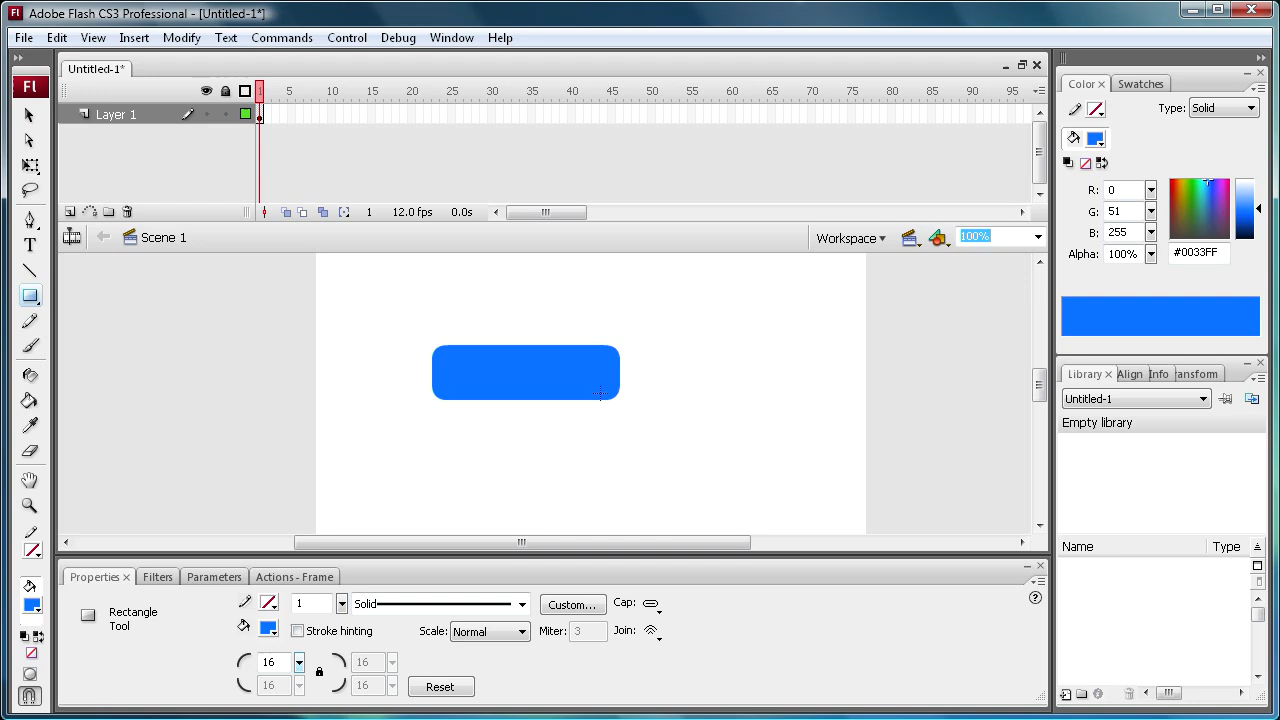 Fl Adobe Flash CS3 Professional - [Untitled-1*]
File Edit View Insert Modify Text Commands Control Debug Window Help
Untitled-1*
Fl
1 5 10 15 20 25 30 35 40 45 50 55 60 65 70 75 80 85 90 95
Layer 1
1 12.0 fps 0.0s
Scene 1 Workspace 100%
T
Color Swatches
Type: Solid
R: 0
G: 51
B: 255
Alpha: 100% #0033FF
Library Align Info ransform
Untitled-1
Empty library
Name Type
Properties Filters Parameters Actions - Frame
Rectangle
Tool
1 Solid Custom... Cap:
Stroke hinting Scale: Normal Miter: 3 Join:
16 16
16 16 Reset